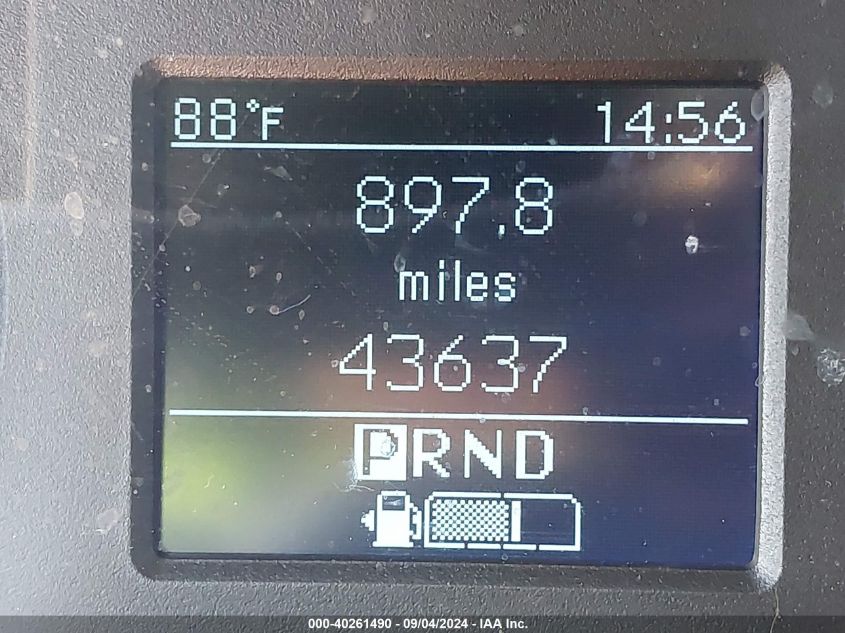 88°F 14:56
897.8
miles
43637
PRND
000-40261490 - 09/04/2024 - IAA Inc.